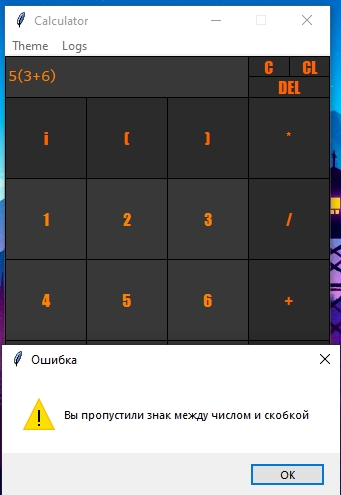 Calculator
Theme Logs
5(3+6) C CL
DEL
i ( ) *
1 2 3 /
4 5 6 +
Ошибка
Вы пропустили знак между числом и скобкой
OK